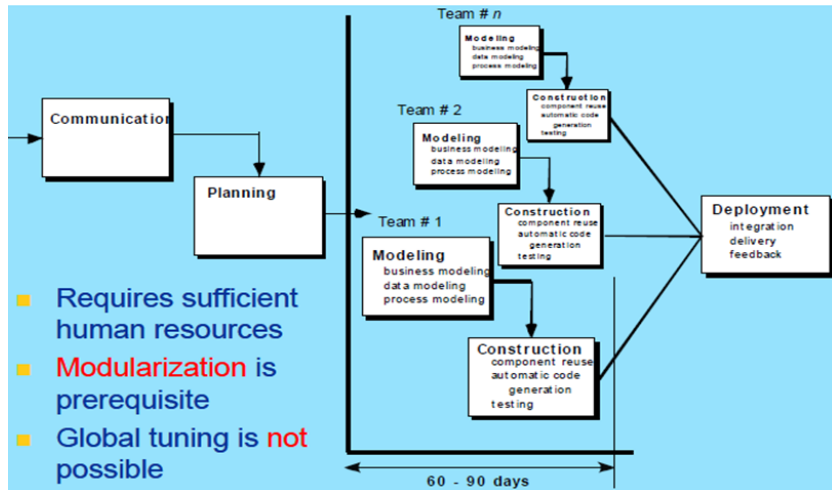 Team # n
Modeling
business modeling
data modeling
process modeling
Construction
component reuse
automatic code
generation
testing
Team # 2
Modeling
business modeling
data modeling
process modeling
Construction
component reuse
automatic code
generation
testing
Team # 1
Modeling
business modeling
data modeling
process modeling
Construction
component reuse
automatic code
generation
testing
Communication
Planning
Deployment
integration
delivery
feedback
Requires sufficient
human resources
Modularization is
prerequisite
Global tuning is not
possible
60 - 90 days